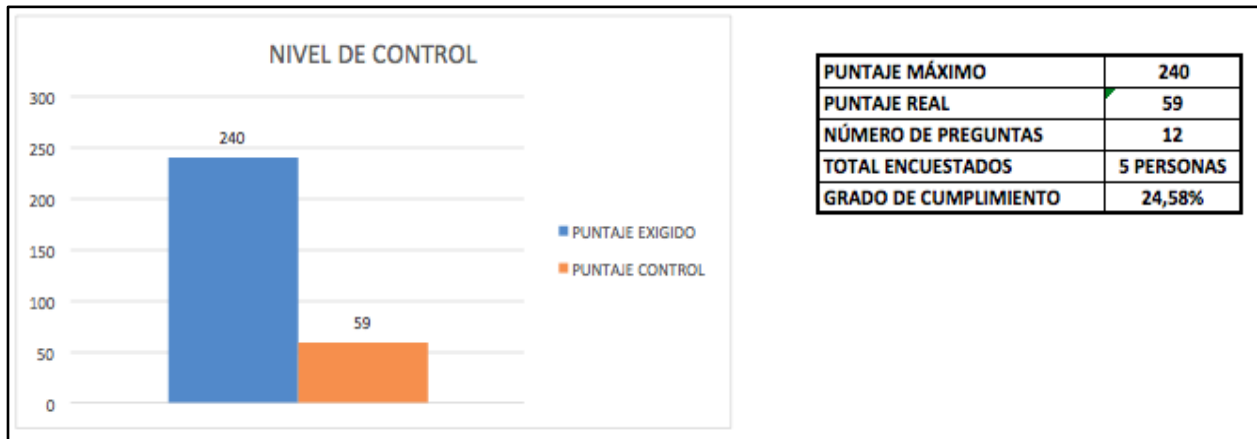 NIVEL DE CONTROL
300
250
200
150
100
50
0
240
59
PUNTAJE EXIGIDO
PUNTAJE CONTROL
PUNTAJE MÁXIMO 240
PUNTAJE REAL 59
NÚMERO DE PREGUNTAS 12
TOTAL ENCUESTADOS 5 PERSONAS
GRADO DE CUMPLIMIENTO 24,58%